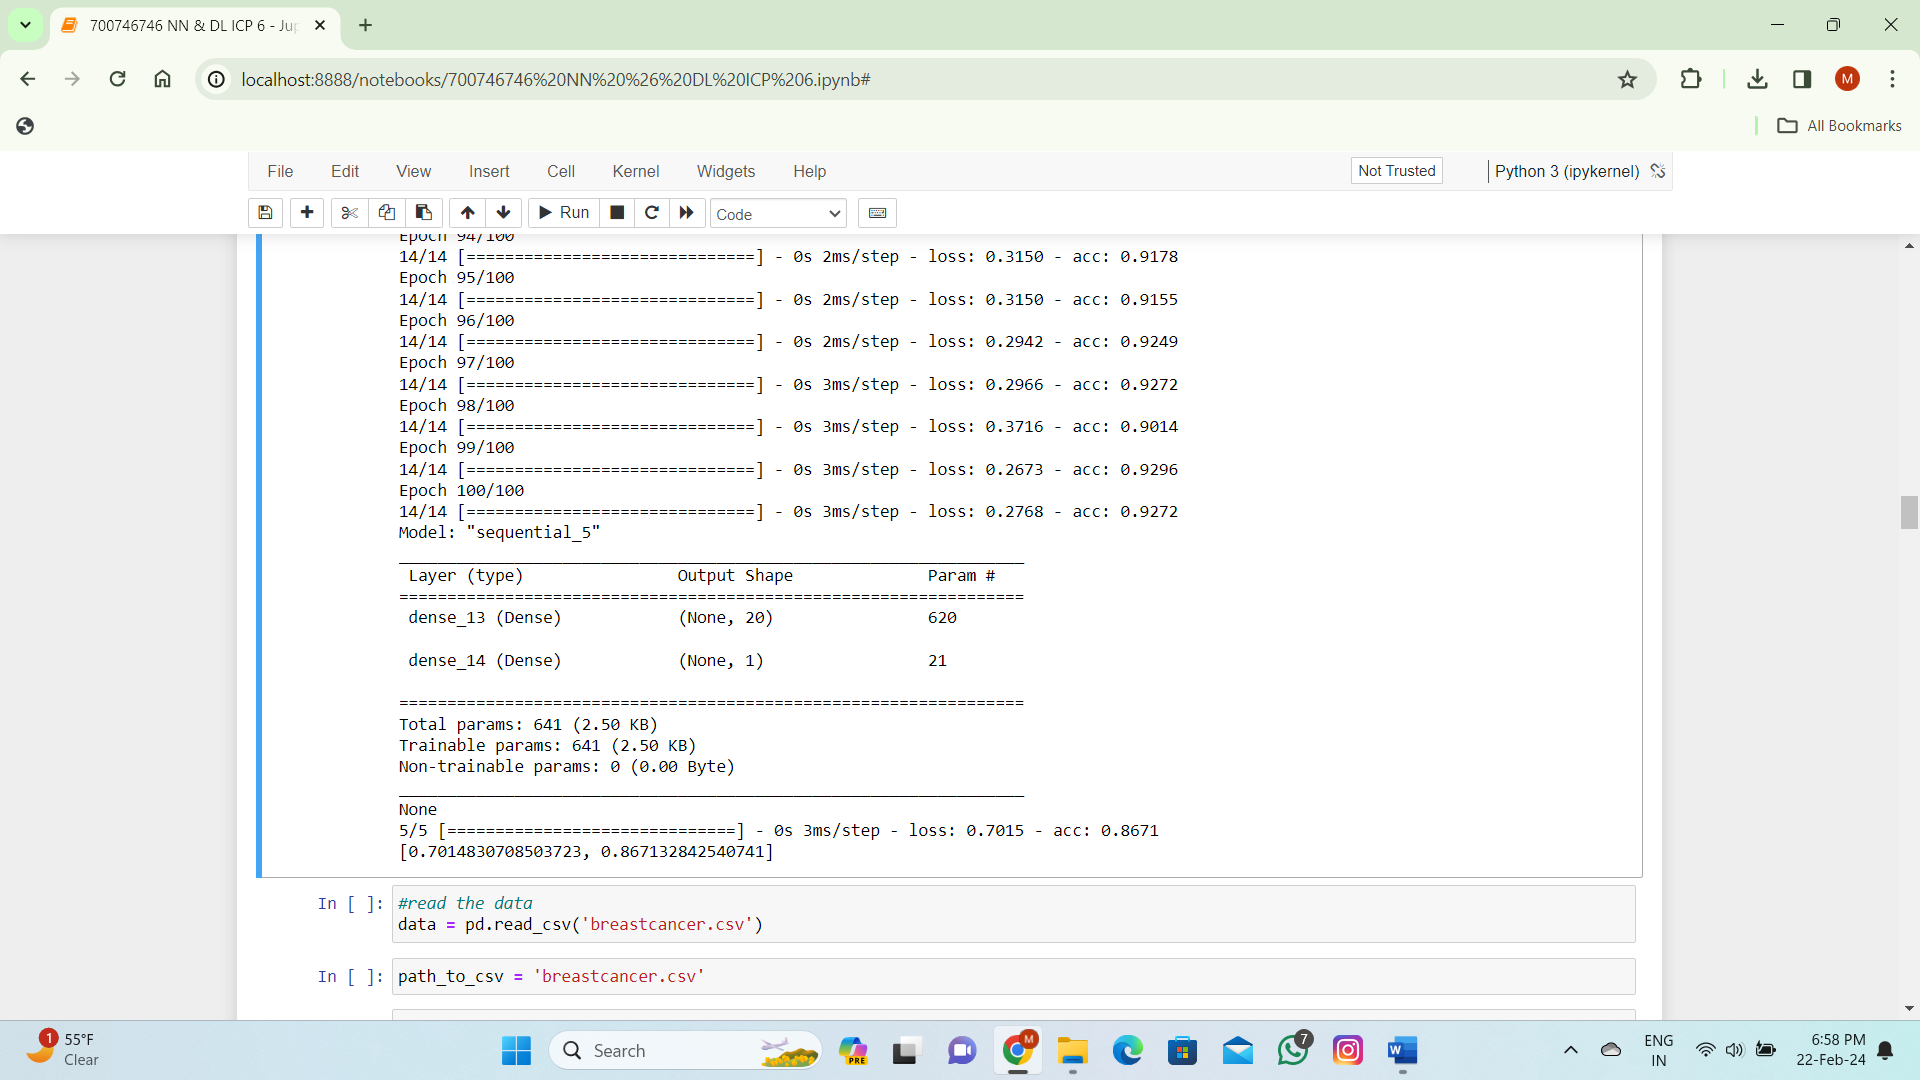 700746746 NN & DL ICP 6 - Jup
localhost:8888/notebooks/700746746%20NN%20%26%20DL%20ICP%206.ipynb#
M
All Bookmarks
File Edit View Insert Cell Kernel Widgets Help Not Trusted Python 3 (ipykernel)
Run Code
Epoch 94/100
14/14 [==============================] - 0s 2ms/step - loss: 0.3150 - acc: 0.9178
Epoch 95/100
14/14 [==============================] - 0s 2ms/step - loss: 0.3150 - acc: 0.9155
Epoch 96/100
14/14 [==============================] - 0s 2ms/step - loss: 0.2942 - acc: 0.9249
Epoch 97/100
14/14 [==============================] - 0s 3ms/step - loss: 0.2966 - acc: 0.9272
Epoch 98/100
14/14 [==============================] - 0s 3ms/step - loss: 0.3716 - acc: 0.9014
Epoch 99/100
14/14 [==============================] - 0s 3ms/step - loss: 0.2673 - acc: 0.9296
Epoch 100/100
14/14 [==============================] - 0s 3ms/step - loss: 0.2768 - acc: 0.9272
Model: "sequential_5"
_________________________________________________________________
Layer (type) Output Shape Param #
=================================================================
dense_13 (Dense) (None, 20) 620
dense_14 (Dense) (None, 1) 21
=================================================================
Total params: 641 (2.50 KB)
Trainable params: 641 (2.50 KB)
Non-trainable params: 0 (0.00 Byte)
_________________________________________________________________
None
5/5 [==============================] - 0s 3ms/step - loss: 0.7015 - acc: 0.8671
[0.7014830708503723, 0.867132842540741]
In [ ]: #read the data
data = pd.read_csv('breastcancer.csv')
In [ ]: path_to_csv = 'breastcancer.csv'
1 55°F
Clear
Search
PRE
M
7
W
ENG
IN
6:58 PM
22-Feb-24